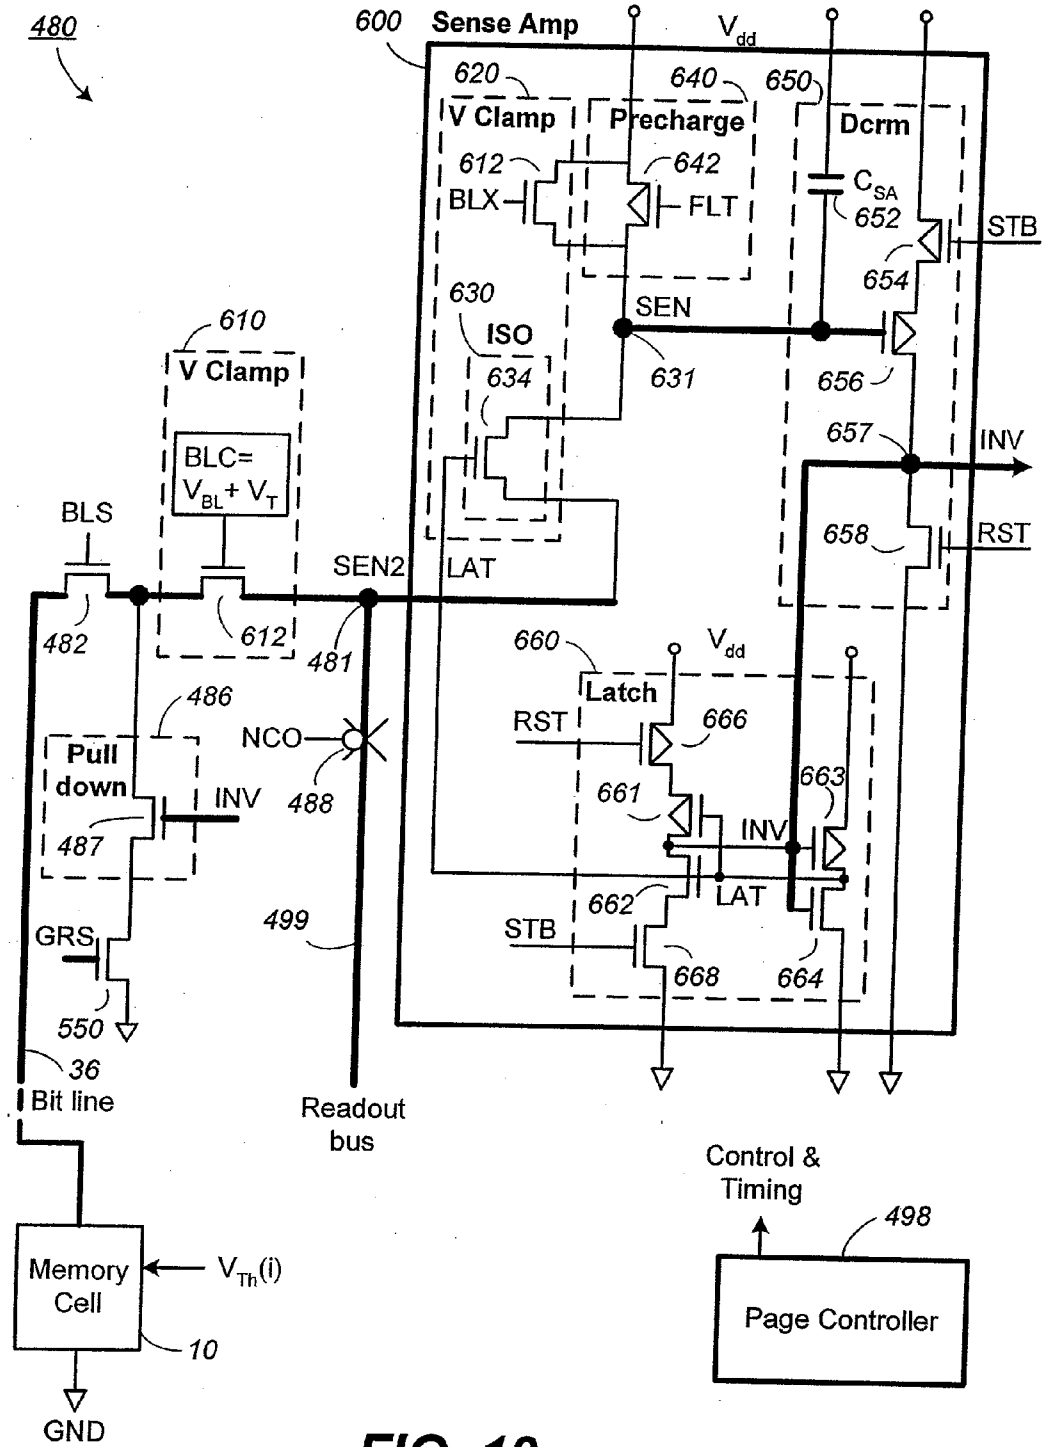 480
600
Sense Amp
Vdd
620
V Clamp
640
Precharge
650
Dcrm
612
BLX
642
FLT
CSA
652
STB
654
630
ISO
634
SEN
631
656
610
V Clamp
BLC=
VBL + VT
657
INV
BLS
658
RST
SEN2
LAT
482
612
481
660
Vdd
Latch
486
Pull
down
RST
666
NCO
488
663
661
INV
INV
487
662
LAT
499
GRS
STB
668
664
550
36
Bit line
Readout
bus
Control &
Timing
498
Memory
Cell
VTh(i)
Page Controller
10
GND